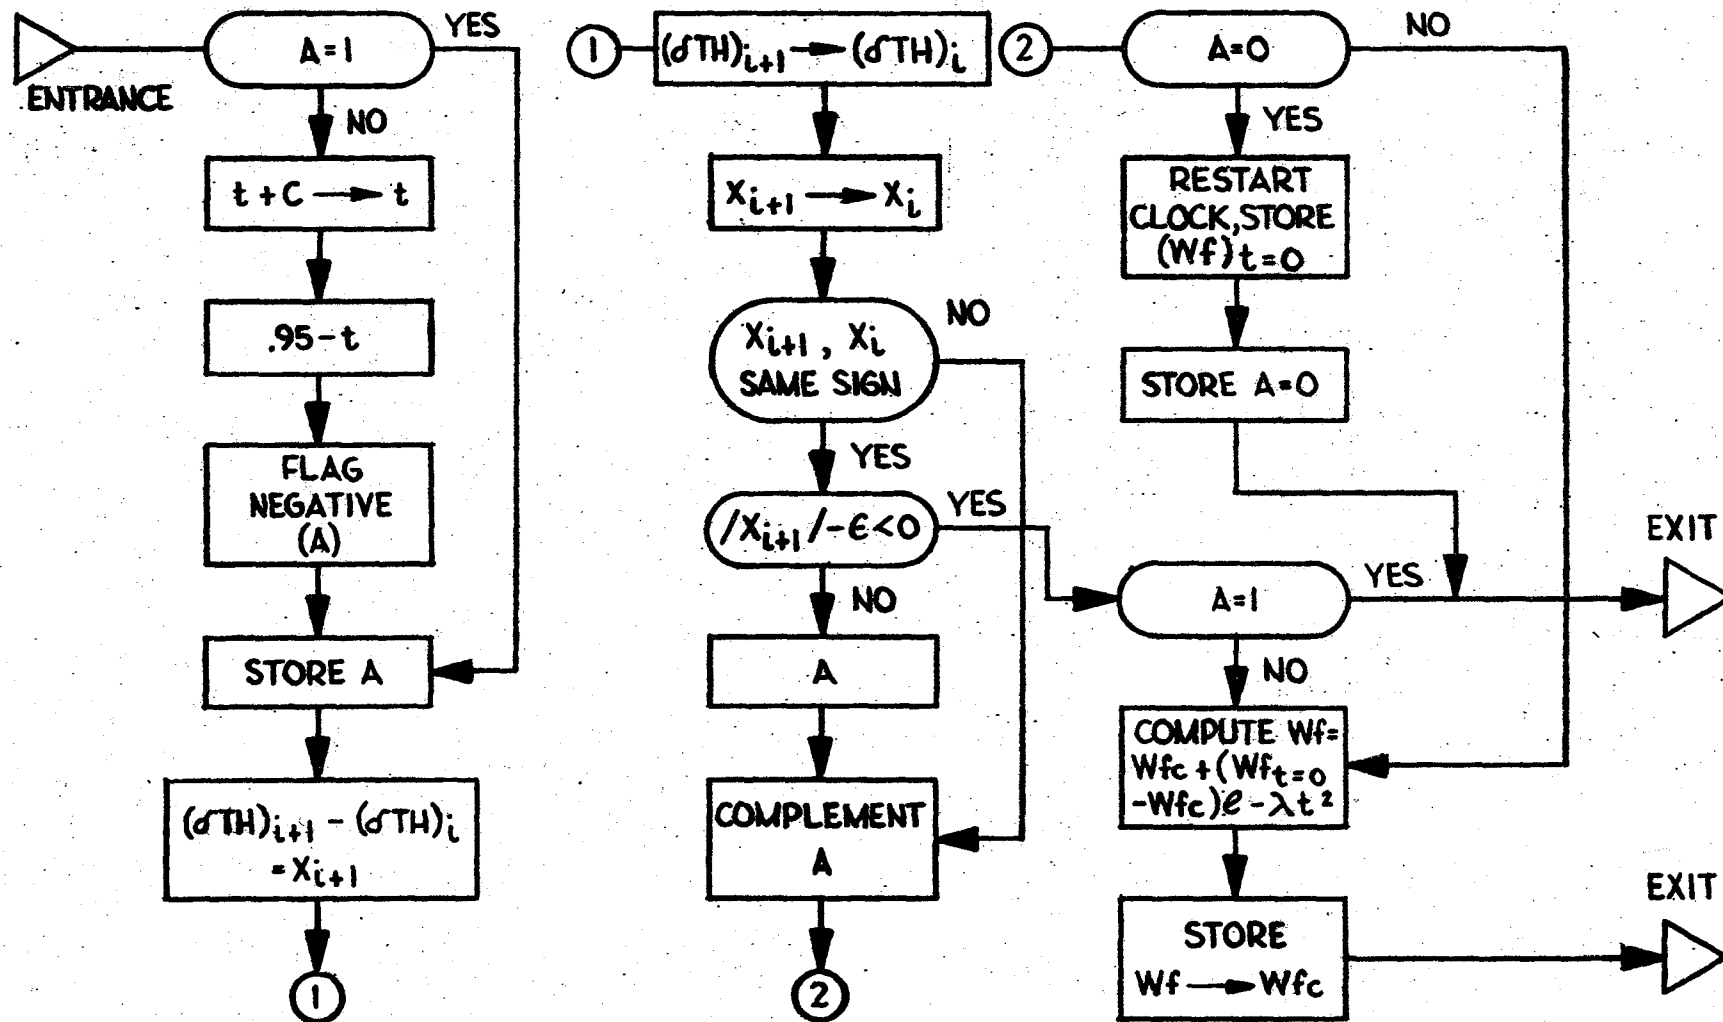 A=1
YES
ENTRANCE
NO
t + C → t
.95 - t
FLAG
NEGATIVE
(A)
STORE A
(σTH)i+1 - (σTH)i
= Xi+1
1
1
(σTH)i+1 → (σTH)i
Xi+1 → Xi
Xi+1 , Xi
SAME SIGN
NO
YES
/Xi+1/-ϵ<0
YES
NO
A
COMPLEMENT
A
2
2
A=0
NO
YES
RESTART
CLOCK,STORE
(Wf)t=0
STORE A=0
A=1
YES
EXIT
NO
COMPUTE Wf=
Wfc + (Wft=0
-Wfc)e - λt²
STORE
Wf → Wfc
EXIT